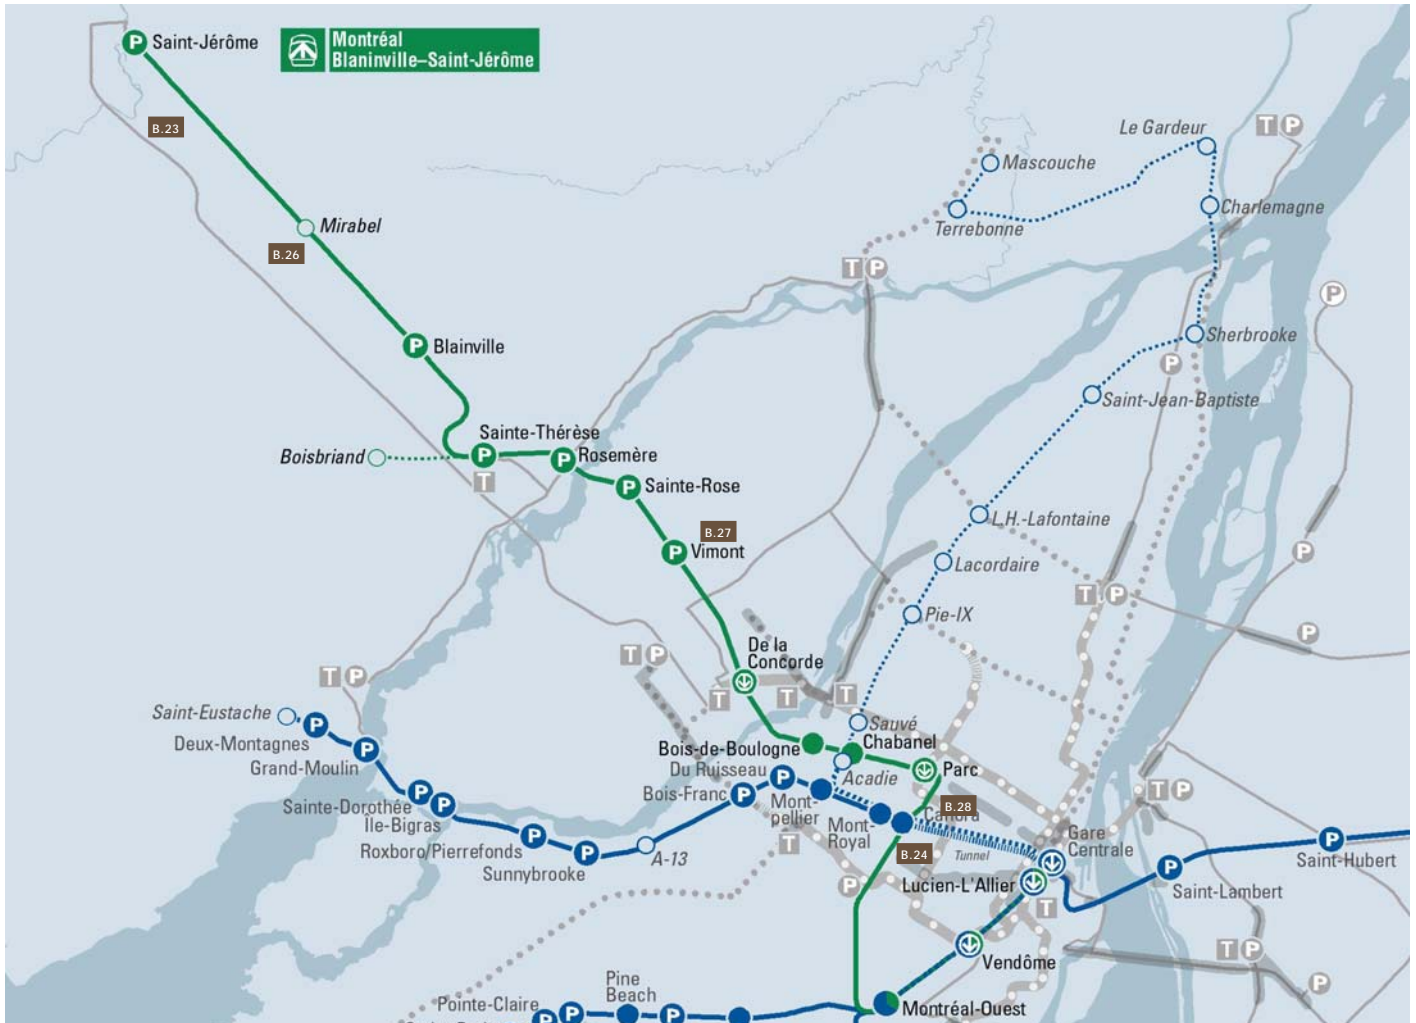 Saint-Jérôme
Montréal
Blaninville–Saint-Jérôme
B.23
Le Gardeur
T P
Mascouche
Mirabel
Charlemagne
Terrebonne
B.26
T P
P
Blainville
Sherbrooke
P
Saint-Jean-Baptiste
Sainte-Thérèse
Boisbriand
Rosemère
T
Sainte-Rose
L.H.-Lafontaine
B.27
Vimont
P
Lacordaire
T P
Pie-IX
P
De la
Concorde
T P
T P
T
T
T
Saint-Eustache
Sauvé
Deux-Montagnes
Bois-de-Boulogne
Chabanel
Grand-Moulin
Du Ruisseau
Acadie
Parc
Bois-Franc
T P
Sainte-Dorothée
Mont-
pellier
B.28
Île-Bigras
Mont-
Royal
Gare
Centrale
Roxboro/Pierrefonds
A-13
T
B.24
Tunnel
Saint-Hubert
Sunnybrooke
P
Lucien-L'Allier
Saint-Lambert
T
T P
Vendôme
P
Pine
Beach
Pointe-Claire
Montréal-Ouest